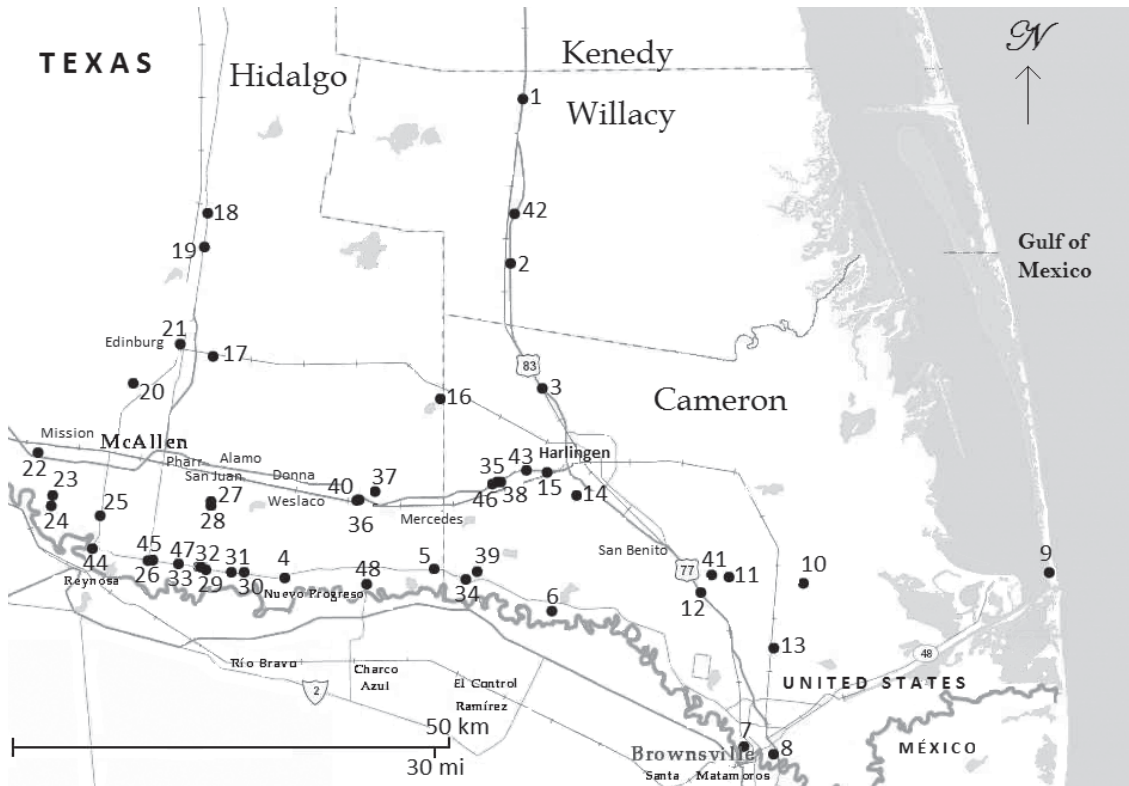 TEXAS
Hidalgo
Kenedy
Willacy
N
1
18
42
19
2
Gulf of
Mexico
21
Edinburg
17
83
20
16
3
Cameron
Mission
McAllen
Pharr
Alamo
San Juan
Donna
Weslaco
Harlingen
22
23
24
25
27
28
40
37
36
35
43
46
38
15
14
Mercedes
44
Reynosa
45
26
47
33
32
29
31
30
4
Nuevo Progreso
48
5
39
34
6
San Benito
77
41
11
12
10
9
13
48
Río Bravo
2
Charco
Azul
El Control
Ramírez
UNITED STATES
MÉXICO
50 km
30 mi
7
Brownsville
8
Santa Matamoros